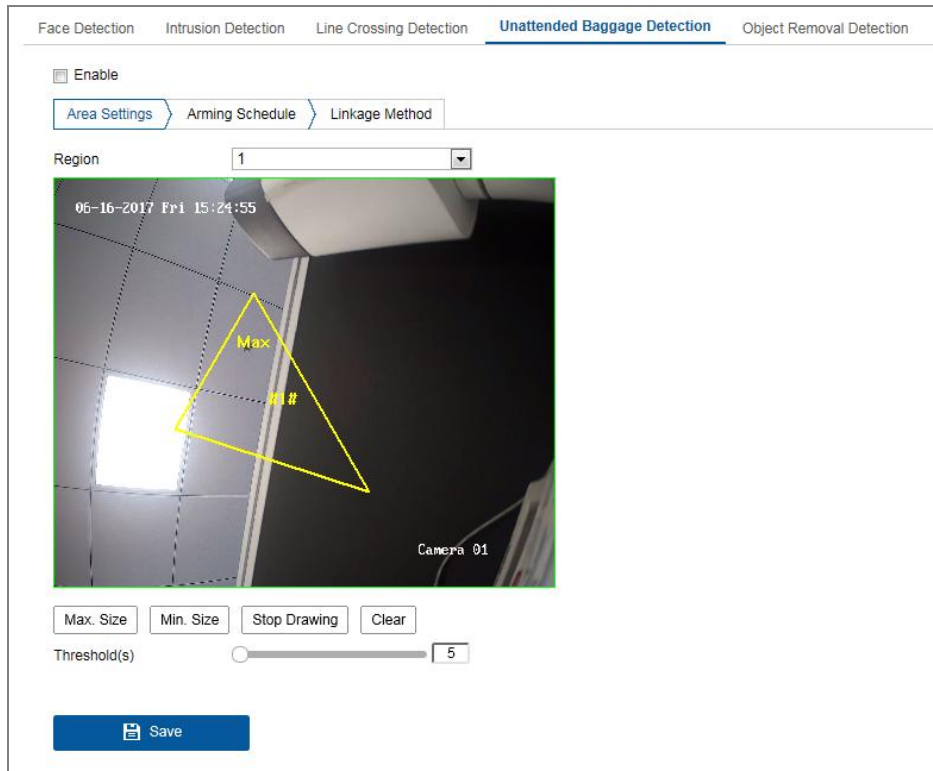 Face Detection Intrusion Detection Line Crossing Detection Unattended Baggage Detection Object Removal Detection
Enable
Area Settings Arming Schedule Linkage Method
Region 1
06-16-2017 Fri 15:24:55
Max
#1#
Camera 01
Max. Size Min. Size Stop Drawing Clear
Threshold(s) 5
Save